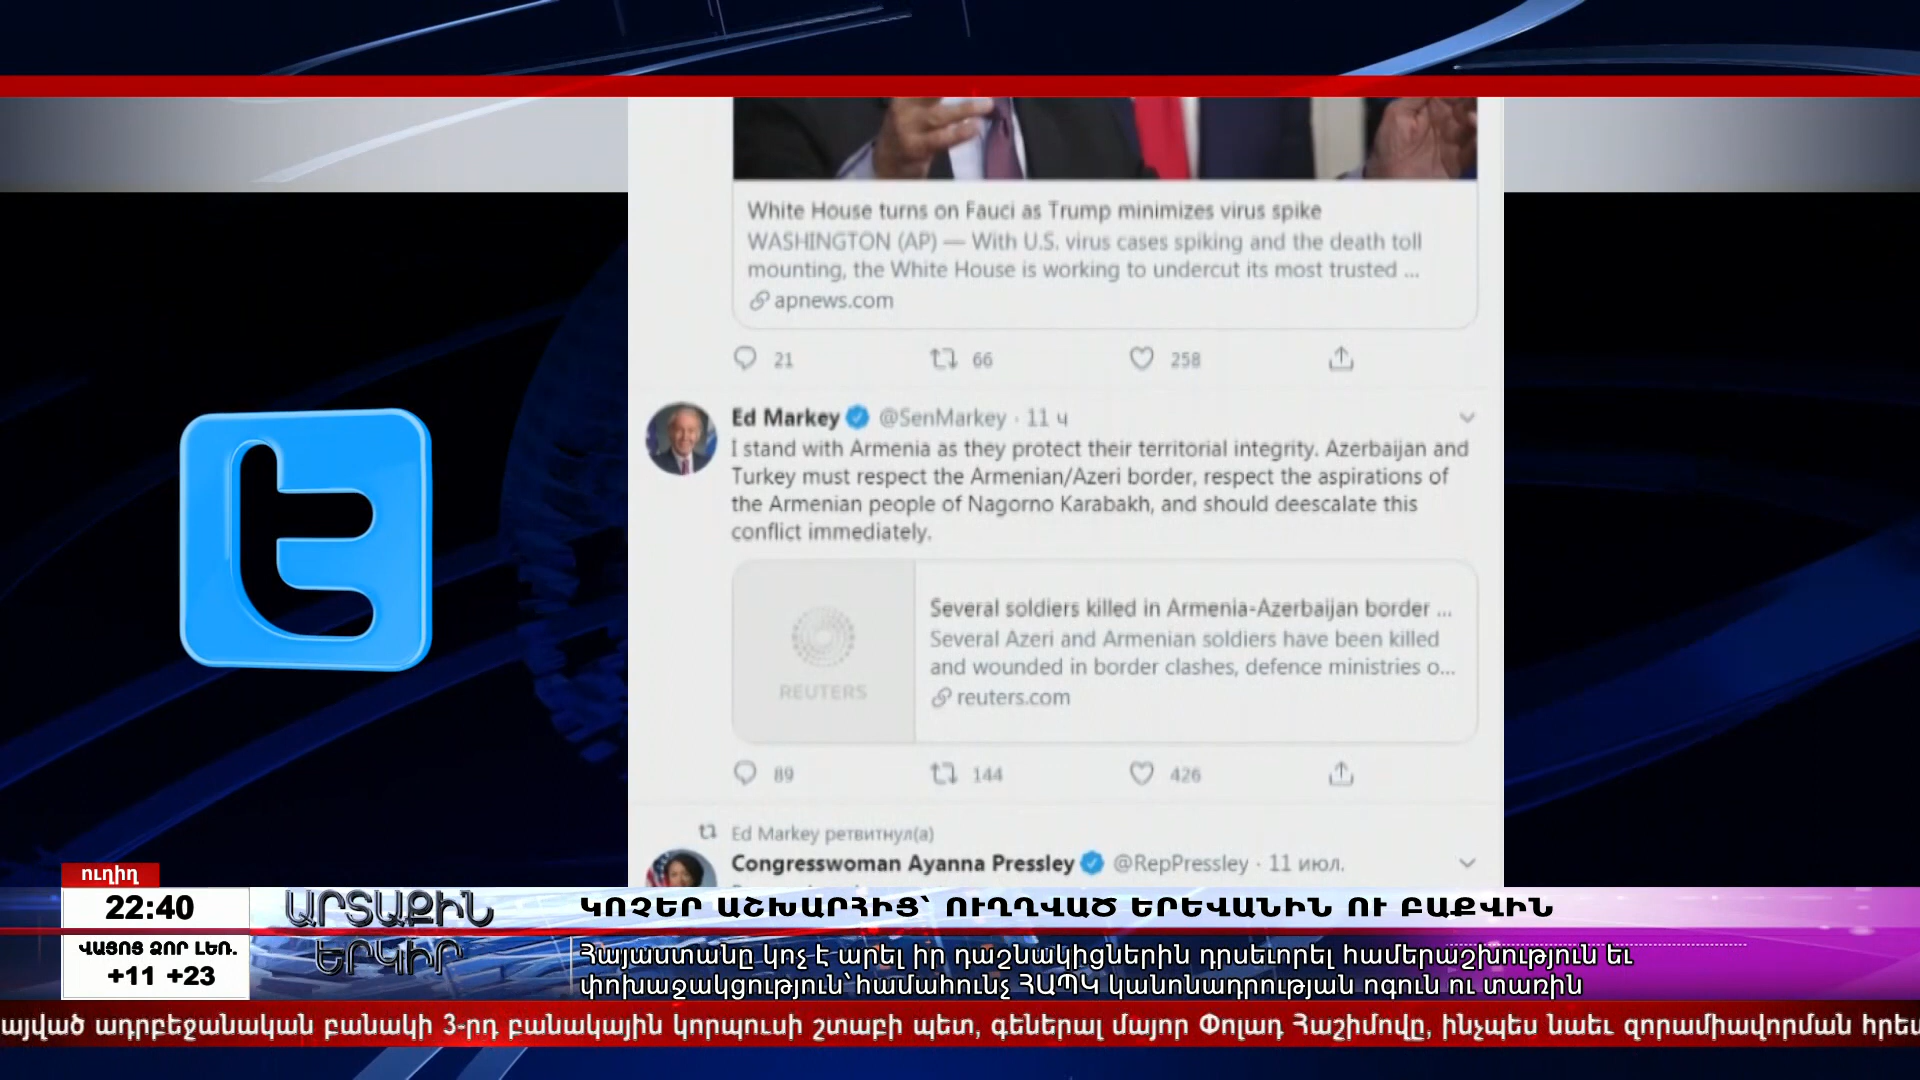 White House turns on Fauci as Trump minimizes virus spike
WASHINGTON (AP) — With U.S. virus cases spiking and the death toll
mounting, the White House is working to undercut its most trusted ...
apnews.com
21 66 258
Ed Markey @SenMarkey · 11 ч
I stand with Armenia as they protect their territorial integrity. Azerbaijan and
Turkey must respect the Armenian/Azeri border, respect the aspirations of
the Armenian people of Nagorno Karabakh, and should deescalate this
conflict immediately.
REUTERS
Several soldiers killed in Armenia-Azerbaijan border ...
Several Azeri and Armenian soldiers have been killed
and wounded in border clashes, defence ministries o...
reuters.com
89 144 426
Ed Markey ретвитнул(а)
Congresswoman Ayanna Pressley @RepPressley · 11 июл.
ուղիղ
22:40
ՎԱՅՈՑ ՁՈՐ ԼԵՌ.
+11 +23
ԱՐՏԱՔԻՆ
ԵՐԿԻՐ
ԿՈՉԵՐ ԱՇԽԱՐՀԻՑ՝ ՈՒՂՂՎԱԾ ԵՐԵՎԱՆԻՆ ՈՒ ԲԱՔՎԻՆ
Հայաստանը կոչ է արել իր դաշնակիցներին դրսեւորել համերաշխություն եւ
փոխաջակցություն՝համահունչ ՀԱՊԿ կանոնադրության ոգուն ու տառին
այված ադրբեջանական բանակի 3-րդ բանակային կորպուսի շտաբի պետ, գեներալ մայոր Փոլադ Հաշիմովը, ինչպես նաեւ զորամիավորման հրետ